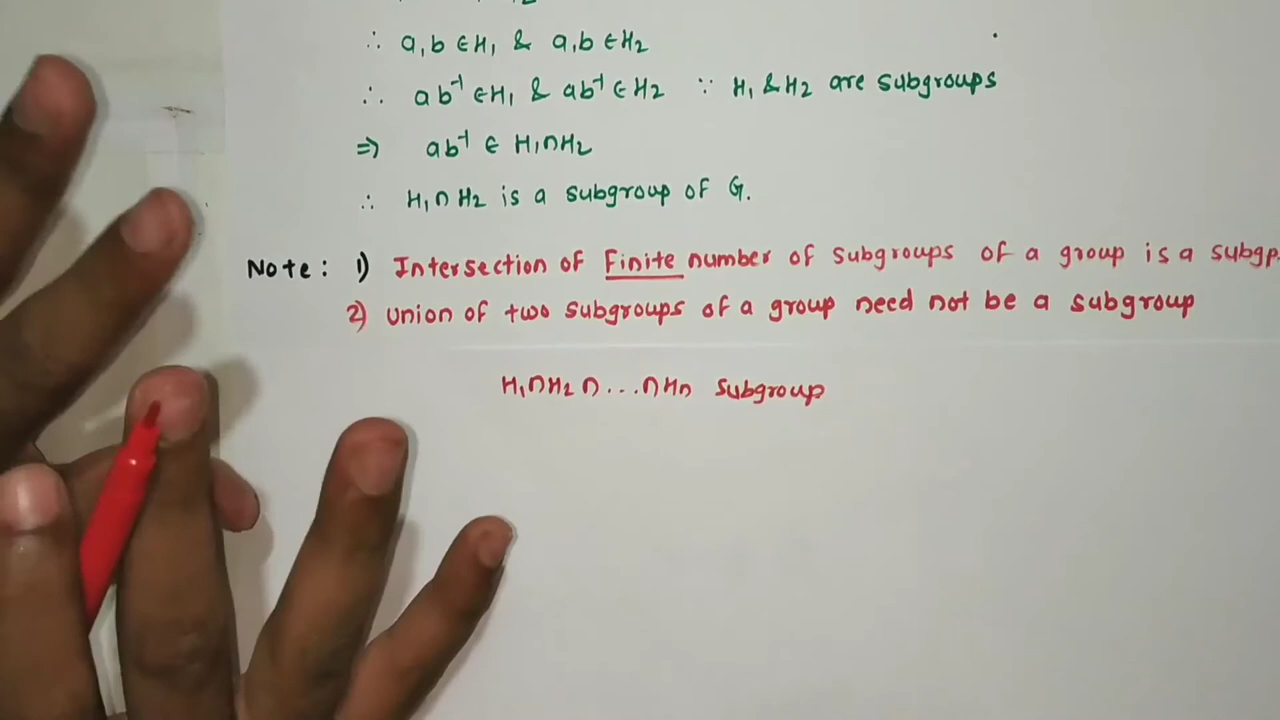 ∴ a,b ∈ H₁ & a,b ∈ H₂
∴ ab⁻¹ ∈ H₁ & ab⁻¹ ∈ H₂ ∵ H₁ & H₂ are subgroups
⇒ ab⁻¹ ∈ H₁∩H₂
∴ H₁∩H₂ is a subgroup of G.
Note: 1) Intersection of Finite number of subgroups of a group is a subgp
2) Union of two subgroups of a group need not be a subgroup
H₁∩H₂∩...∩Hn subgroup